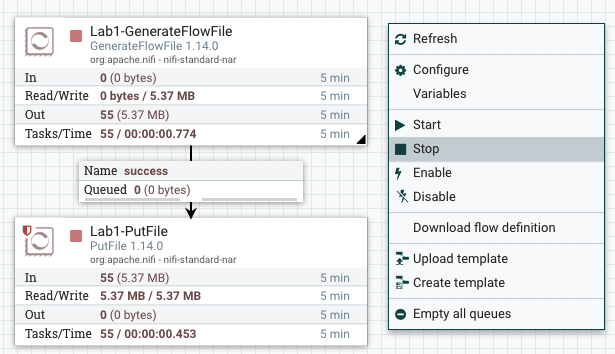 Lab1-GenerateFlowFile
GenerateFlowFile 1.14.0
org.apache.nifi - nifi-standard-nar
In 0 (0 bytes) 5 min
Read/Write 0 bytes / 5.37 MB 5 min
Out 55 (5.37 MB) 5 min
Tasks/Time 55 / 00:00:00.774 5 min
Name success
Queued 0 (0 bytes)
Lab1-PutFile
PutFile 1.14.0
org.apache.nifi - nifi-standard-nar
In 55 (5.37 MB) 5 min
Read/Write 5.37 MB / 5.37 MB 5 min
Out 0 (0 bytes) 5 min
Tasks/Time 55 / 00:00:00.453 5 min
Refresh
Configure
Variables
Start
Stop
Enable
Disable
Download flow definition
Upload template
Create template
Empty all queues